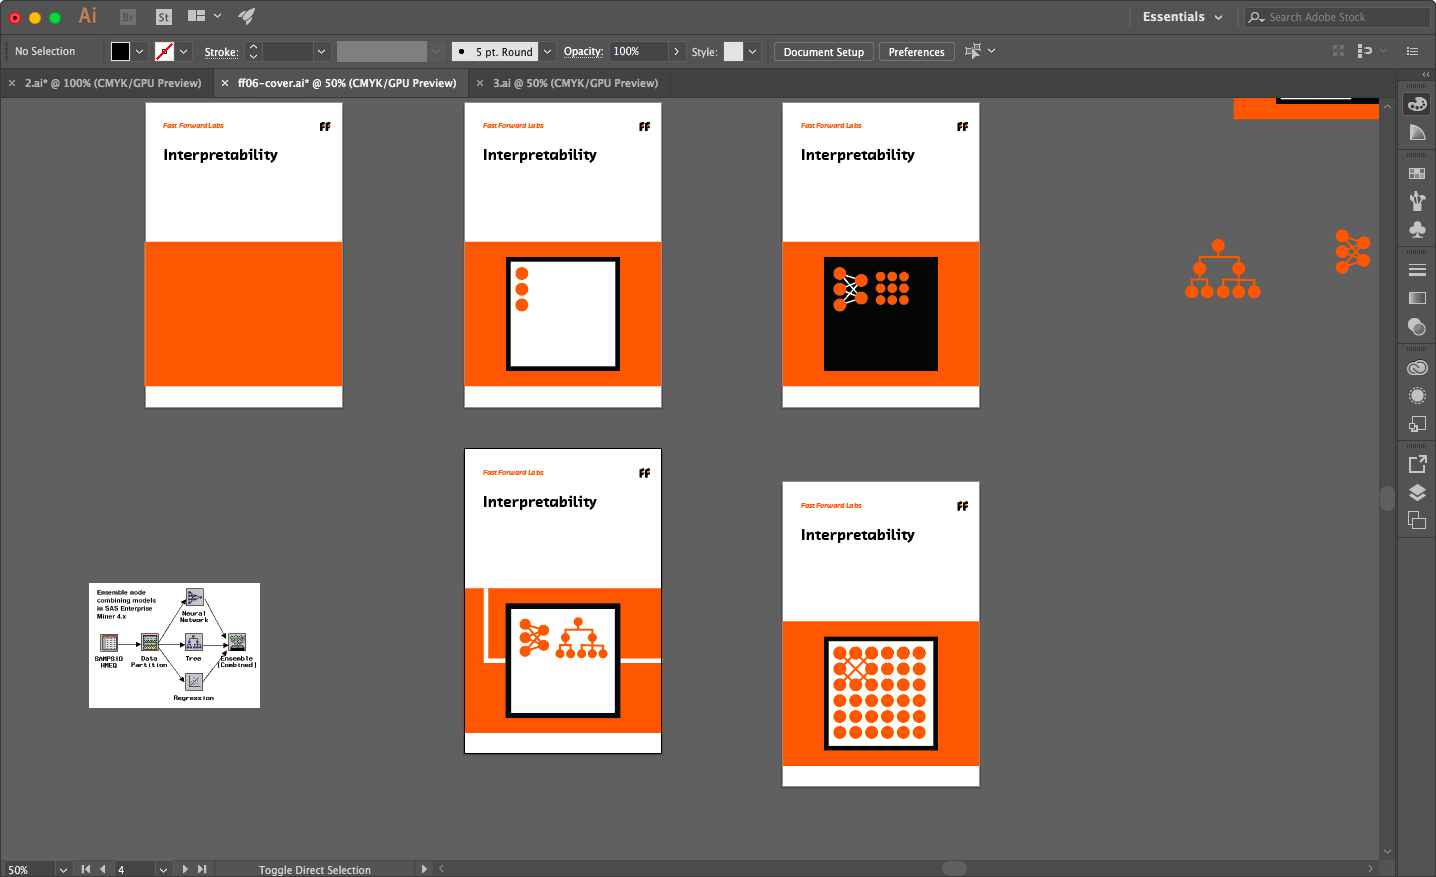 Ai
Br
St
Essentials
Search Adobe Stock
No Selection
Stroke:
5 pt. Round
Opacity:
100%
Style:
Document Setup
Preferences
× 2.ai* @ 100% (CMYK/GPU Preview)
× ff06-cover.ai* @ 50% (CMYK/GPU Preview)
× 3.ai @ 50% (CMYK/GPU Preview)
Fast Forward Labs
FF
Interpretability
Fast Forward Labs
FF
Interpretability
Fast Forward Labs
FF
Interpretability
Fast Forward Labs
FF
Interpretability
Fast Forward Labs
FF
Interpretability
Ensemble node
combining models
in SAS Enterprise
Miner 4.x
Neural
Network
SAMPSIO
HMEQ
Data
Partition
Tree
Ensemble
(Combined)
Regression
50%
4
Toggle Direct Selection